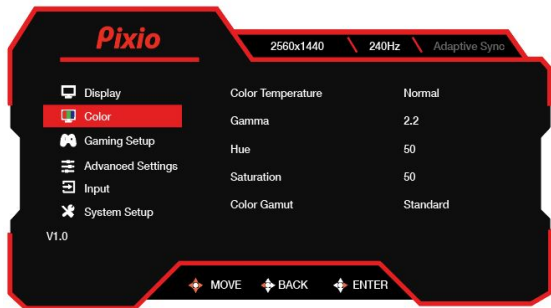 Pixio
2560x1440 240Hz Adaptive Sync
Display
Color
Gaming Setup
Advanced Settings
Input
System Setup
V1.0
Color Temperature Normal
Gamma 2.2
Hue 50
Saturation 50
Color Gamut Standard
MOVE BACK ENTER